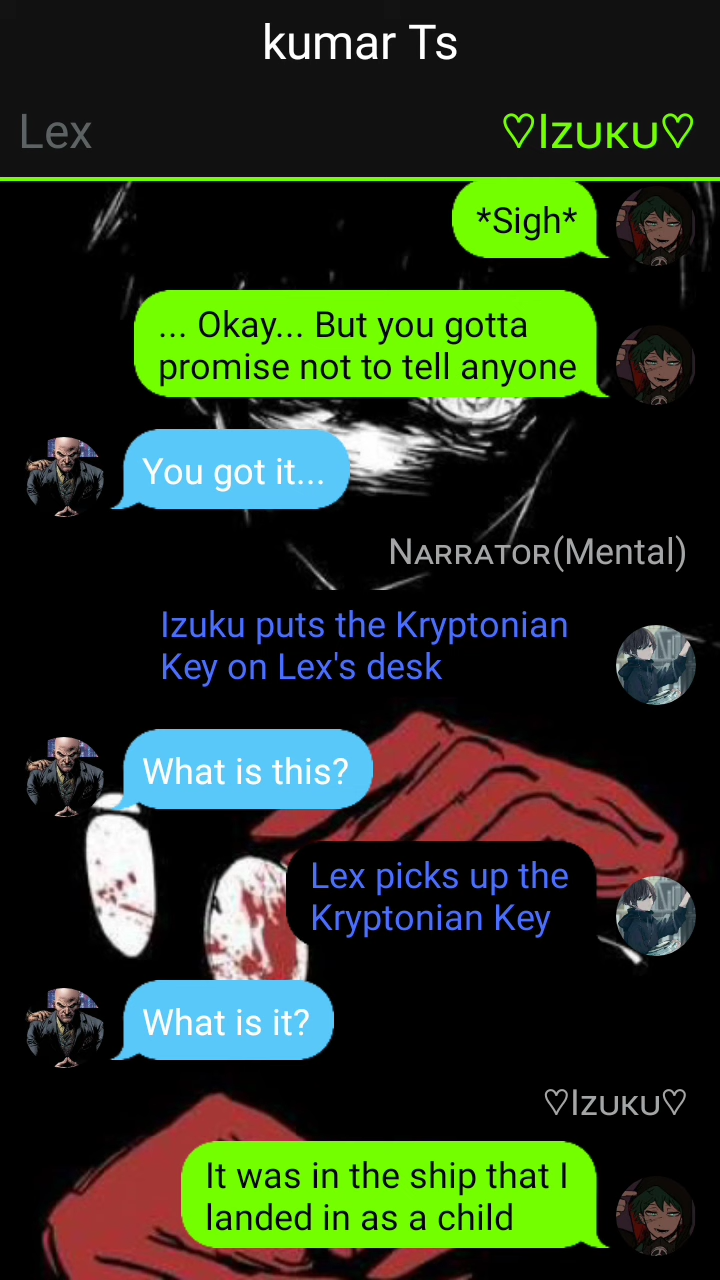 kumar Ts
Lex
♡Izuku♡
*Sigh*
... Okay... But you gotta
promise not to tell anyone
You got it...
Narrator(Mental)
Izuku puts the Kryptonian
Key on Lex's desk
What is this?
Lex picks up the
Kryptonian Key
What is it?
♡Izuku♡
It was in the ship that I
landed in as a child